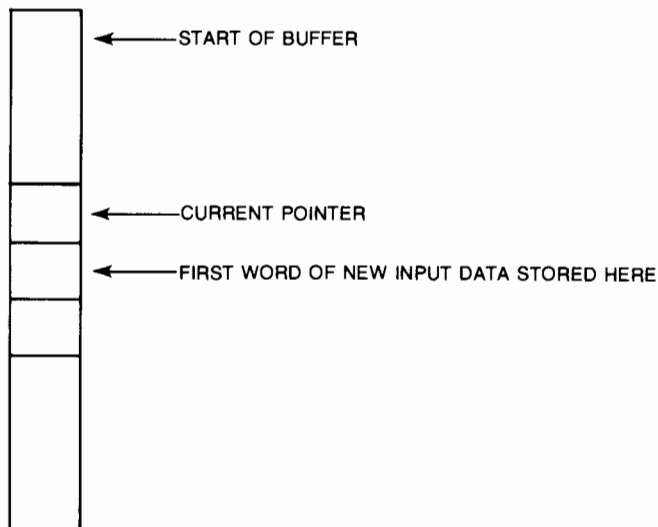 START OF BUFFER
CURRENT POINTER
FIRST WORD OF NEW INPUT DATA STORED HERE